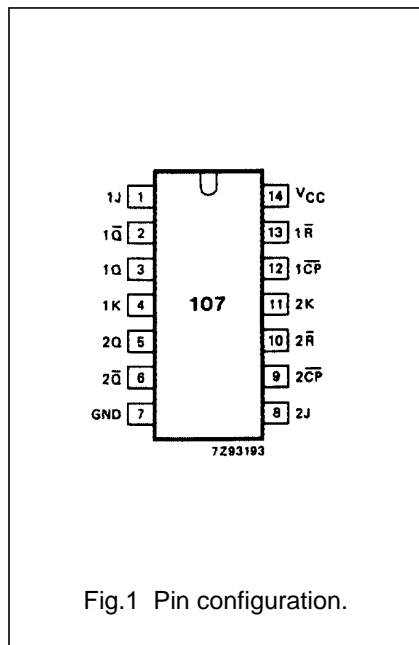 1J 1 14 VCC
1Q̅ 2 13 1R̅
1Q 3 12 1C̅P̅
1K 4 107 11 2K
2Q 5 10 2R̅
2Q̅ 6 9 2C̅P̅
GND 7 8 2J
7Z93193
Fig.1 Pin configuration.